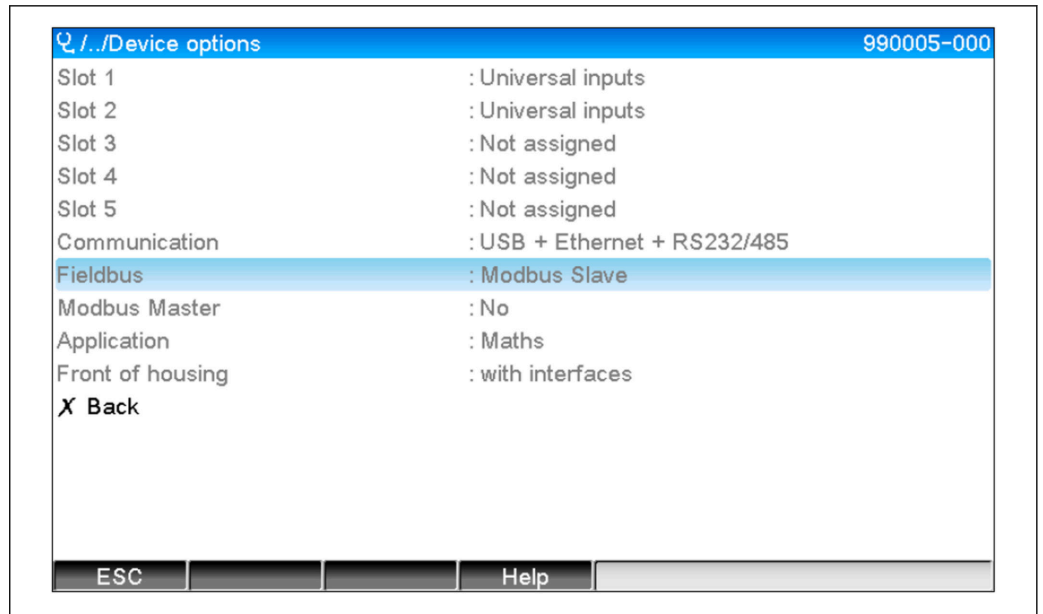 /../Device options 990005-000
Slot 1 : Universal inputs
Slot 2 : Universal inputs
Slot 3 : Not assigned
Slot 4 : Not assigned
Slot 5 : Not assigned
Communication : USB + Ethernet + RS232/485
Fieldbus : Modbus Slave
Modbus Master : No
Application : Maths
Front of housing : with interfaces
X Back
ESC Help